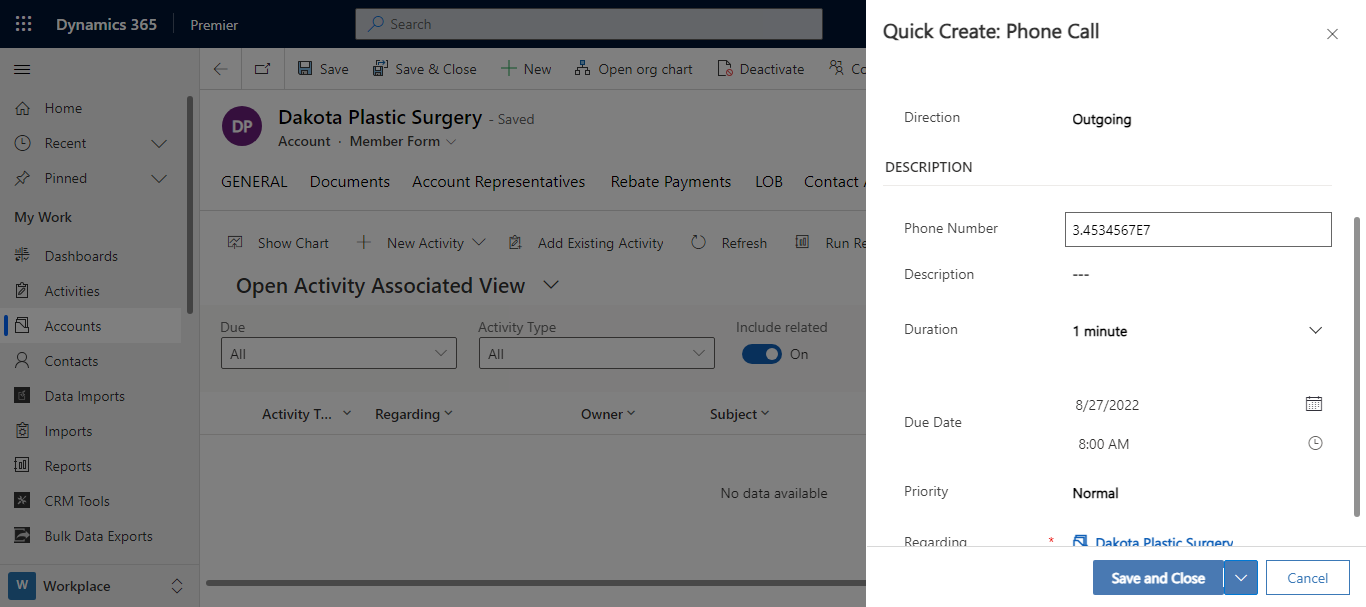 Dynamics 365
Premier
Search
Save
Save & Close
New
Open org chart
Deactivate
Co
DP
Dakota Plastic Surgery - Saved
Account · Member Form
GENERAL
Documents
Account Representatives
Rebate Payments
LOB
Contact A
Show Chart
New Activity
Add Existing Activity
Refresh
Run Re
Open Activity Associated View
Due
Activity Type
Include related
All
All
On
Activity T...
Regarding
Owner
Subject
No data available
Home
Recent
Pinned
My Work
Dashboards
Activities
Accounts
Contacts
Data Imports
Imports
Reports
CRM Tools
Bulk Data Exports
W
Workplace
Quick Create: Phone Call
Direction
Outgoing
DESCRIPTION
Phone Number
3.4534567E7
Description
---
Duration
1 minute
Due Date
8/27/2022
8:00 AM
Priority
Normal
Regarding
*
Dakota Plastic Surgery
Save and Close
Cancel